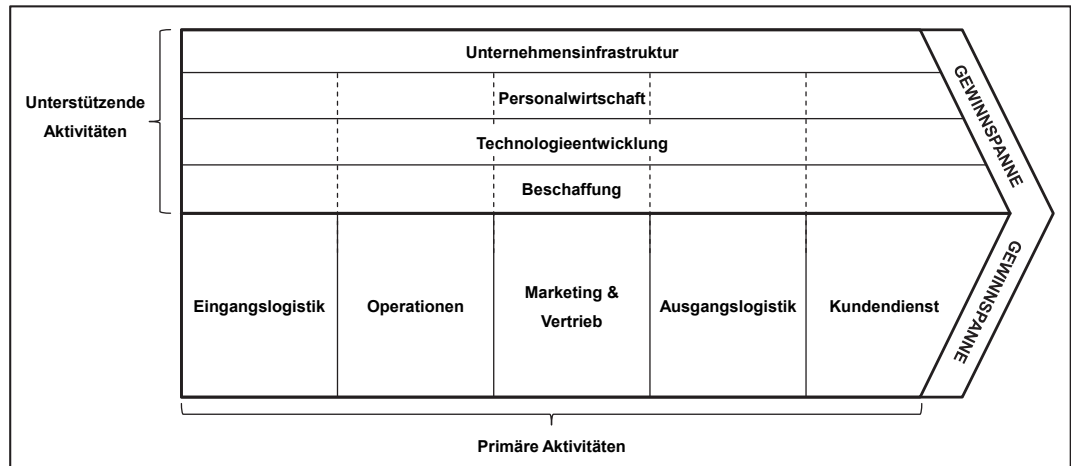 Unternehmensinfrastruktur
Personalwirtschaft
Technologieentwicklung
Beschaffung
Unterstützende
Aktivitäten
GEWINNSPANNE
GEWINNSPANNE
Eingangslogistik
Operationen
Marketing &
Vertrieb
Ausgangslogistik
Kundendienst
Primäre Aktivitäten